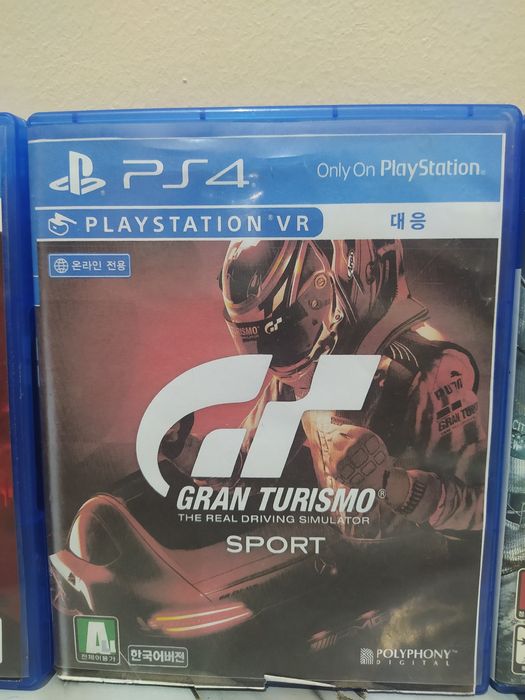 PS4
Only On PlayStation®
PLAYSTATION®VR 대응
온라인 전용
GT
GRAN TURISMO®
THE REAL DRIVING SIMULATOR
SPORT
전체이용가
한국어버전
POLYPHONY
DIGITAL